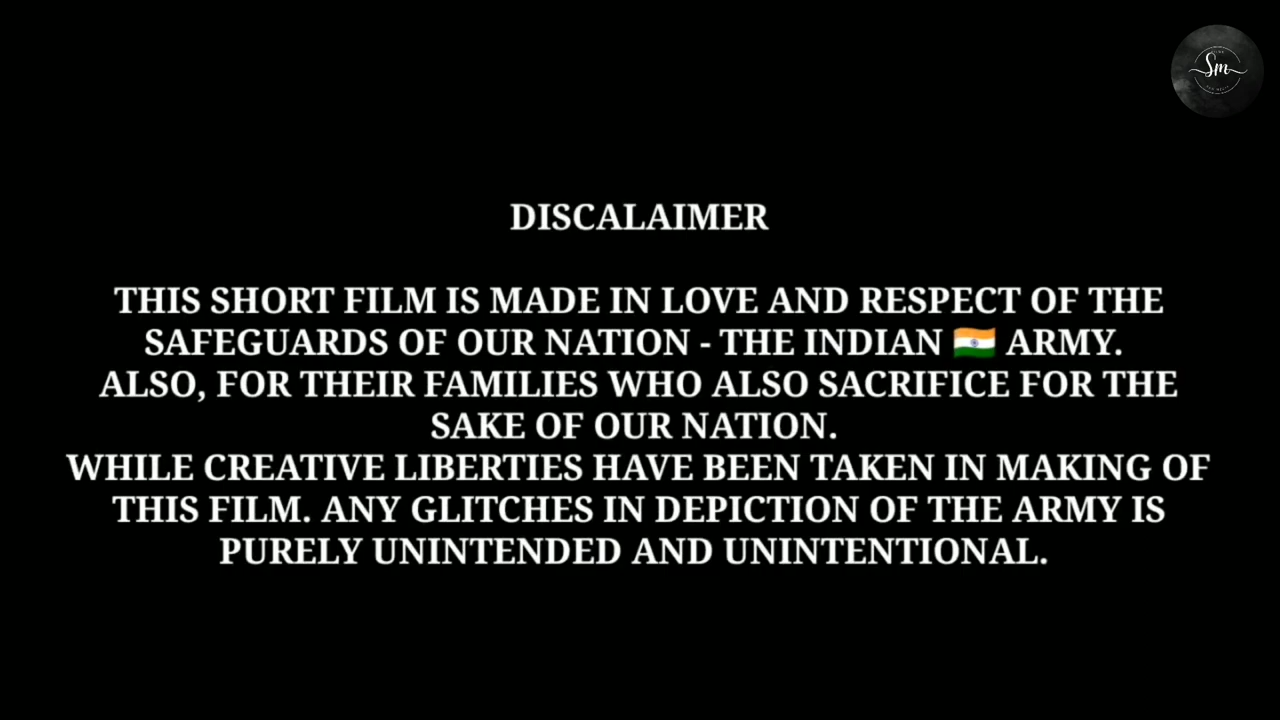 Sm
DISCALAIMER
THIS SHORT FILM IS MADE IN LOVE AND RESPECT OF THE
SAFEGUARDS OF OUR NATION - THE INDIAN 🇮🇳 ARMY.
ALSO, FOR THEIR FAMILIES WHO ALSO SACRIFICE FOR THE
SAKE OF OUR NATION.
WHILE CREATIVE LIBERTIES HAVE BEEN TAKEN IN MAKING OF
THIS FILM. ANY GLITCHES IN DEPICTION OF THE ARMY IS
PURELY UNINTENDED AND UNINTENTIONAL.